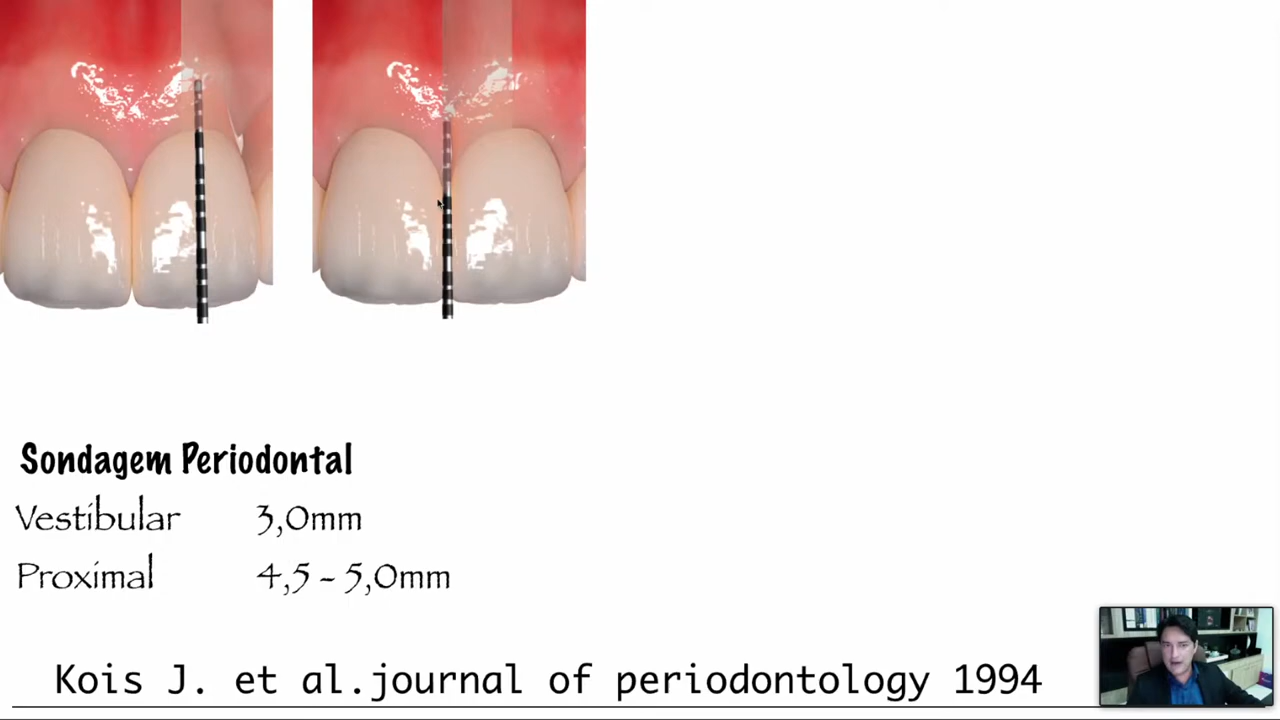 Sondagem Periodontal
Vestibular 3,0mm
Proximal 4,5 - 5,0mm
Kois J. et al.journal of periodontology 1994